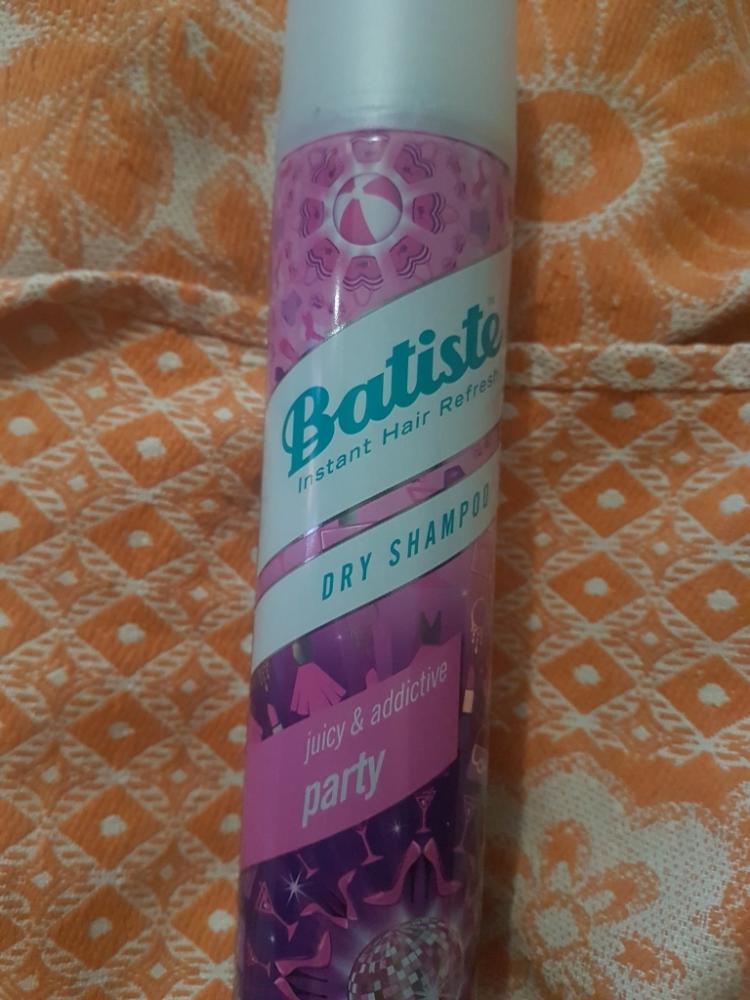 Batiste
Instant Hair Refresh
DRY SHAMPOO
juicy & addictive
party